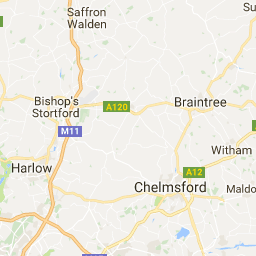 Saffron
Walden
Bishop's
Stortford
A120
Braintree
M11
Harlow
Witham
A12
Chelmsford
Maldo